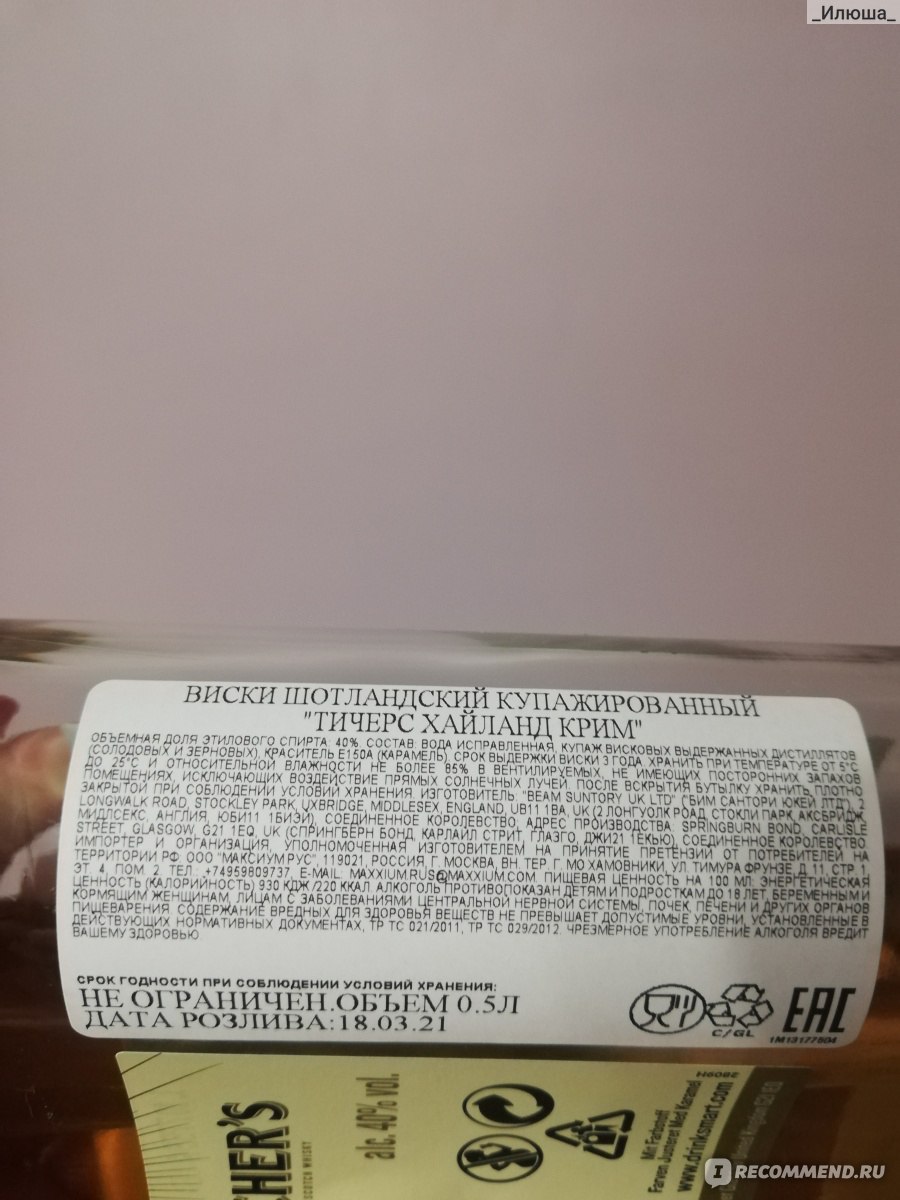 _Илюша_
ВИСКИ ШОТЛАНДСКИЙ КУПАЖИРОВАННЫЙ
"ТИЧЕРС ХАЙЛАНД КРИМ"
ОБЪЕМНАЯ ДОЛЯ ЭТИЛОВОГО СПИРТА: 40%. СОСТАВ: ВОДА ИСПРАВЛЕННАЯ, КУПАЖ ВИСКОВЫХ ВЫДЕРЖАННЫХ ДИСТИЛЛЯТОВ
(СОЛОДОВЫХ И ЗЕРНОВЫХ), КРАСИТЕЛЬ Е150А (КАРАМЕЛЬ). СРОК ВЫДЕРЖКИ ВИСКИ 3 ГОДА. ХРАНИТЬ ПРИ ТЕМПЕРАТУРЕ ОТ 5°С
ДО 25°С И ОТНОСИТЕЛЬНОЙ ВЛАЖНОСТИ НЕ БОЛЕЕ 85% В ВЕНТИЛИРУЕМЫХ, НЕ ИМЕЮЩИХ ПОСТОРОННИХ ЗАПАХОВ
ПОМЕЩЕНИЯХ, ИСКЛЮЧАЮЩИХ ВОЗДЕЙСТВИЕ ПРЯМЫХ СОЛНЕЧНЫХ ЛУЧЕЙ. ПОСЛЕ ВСКРЫТИЯ БУТЫЛКУ ХРАНИТЬ ПЛОТНО
ЗАКРЫТОЙ ПРИ СОБЛЮДЕНИИ УСЛОВИЙ ХРАНЕНИЯ. ИЗГОТОВИТЕЛЬ: "BEAM SUNTORY UK LTD" ("БИМ САНТОРИ ЮКЕЙ ЛТД"), 2
LONGWALK ROAD, STOCKLEY PARK, UXBRIDGE, MIDDLESEX, ENGLAND, UB11 1BA, UK (2 ЛОНГУОЛК РОАД, СТОКЛИ ПАРК, АКСБРИДЖ,
МИДЛСЕКС, АНГЛИЯ, ЮБИ11 1БИЭЙ), СОЕДИНЕННОЕ КОРОЛЕВСТВО. АДРЕС ПРОИЗВОДСТВА: SPRINGBURN BOND, CARLISLE
STREET, GLASGOW, G21 1EQ, UK (СПРИНГБЕРН БОНД, КАРЛАЙЛ СТРИТ, ГЛАЗГО, ДЖИ21 1ЕКЬЮ), СОЕДИНЕННОЕ КОРОЛЕВСТВО.
ИМПОРТЕР И ОРГАНИЗАЦИЯ, УПОЛНОМОЧЕННАЯ ИЗГОТОВИТЕЛЕМ НА ПРИНЯТИЕ ПРЕТЕНЗИЙ ОТ ПОТРЕБИТЕЛЕЙ НА
ТЕРРИТОРИИ РФ: ООО "МАКСИУМ РУС", 119021, РОССИЯ, Г. МОСКВА, ВН. ТЕР. Г. МО ХАМОВНИКИ, УЛ. ТИМУРА ФРУНЗЕ, Д. 11, СТР. 1,
ЭТ. 4, ПОМ. 2. ТЕЛ.: +74959809737, E-MAIL: MAXXIUM.RUS@MAXXIUM.COM. ПИЩЕВАЯ ЦЕННОСТЬ НА 100 МЛ: ЭНЕРГЕТИЧЕСКАЯ
ЦЕННОСТЬ (КАЛОРИЙНОСТЬ) 930 КДЖ /220 ККАЛ. АЛКОГОЛЬ ПРОТИВОПОКАЗАН ДЕТЯМ И ПОДРОСТКАМ ДО 18 ЛЕТ, БЕРЕМЕННЫМ И
КОРМЯЩИМ ЖЕНЩИНАМ, ЛИЦАМ С ЗАБОЛЕВАНИЯМИ ЦЕНТРАЛЬНОЙ НЕРВНОЙ СИСТЕМЫ, ПОЧЕК, ПЕЧЕНИ И ДРУГИХ ОРГАНОВ
ПИЩЕВАРЕНИЯ. СОДЕРЖАНИЕ ВРЕДНЫХ ДЛЯ ЗДОРОВЬЯ ВЕЩЕСТВ НЕ ПРЕВЫШАЕТ ДОПУСТИМЫЕ УРОВНИ, УСТАНОВЛЕННЫЕ В
ДЕЙСТВУЮЩИХ НОРМАТИВНЫХ ДОКУМЕНТАХ, ТР ТС 021/2011, ТР ТС 029/2012. ЧРЕЗМЕРНОЕ УПОТРЕБЛЕНИЕ АЛКОГОЛЯ ВРЕДИТ
ВАШЕМУ ЗДОРОВЬЮ.
СРОК ГОДНОСТИ ПРИ СОБЛЮДЕНИИ УСЛОВИЙ ХРАНЕНИЯ:
НЕ ОГРАНИЧЕН.ОБЪЕМ 0.5Л
ДАТА РОЗЛИВА:18.03.21
C/GL
EAC
1M13177504
CHER'S
SCOTCH WHISKY
alc. 40% vol.
Mit Farbstoff
Farven Justeret Med Karamel
www.drinksmart.com
IRECOMMEND.RU